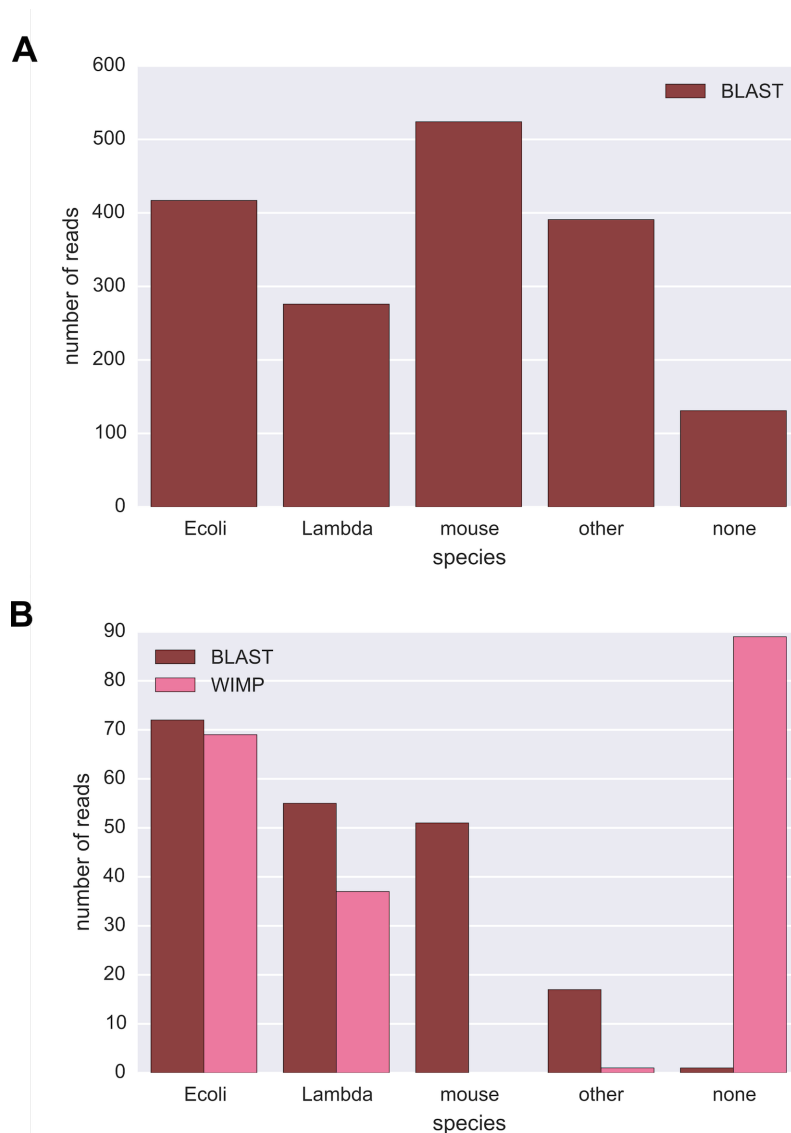 A
600
BLAST
500
400
300
200
100
0
number of reads
Ecoli Lambda mouse other none
species
B
90
BLAST
80
WIMP
70
60
50
40
30
20
10
0
number of reads
Ecoli Lambda mouse other none
species